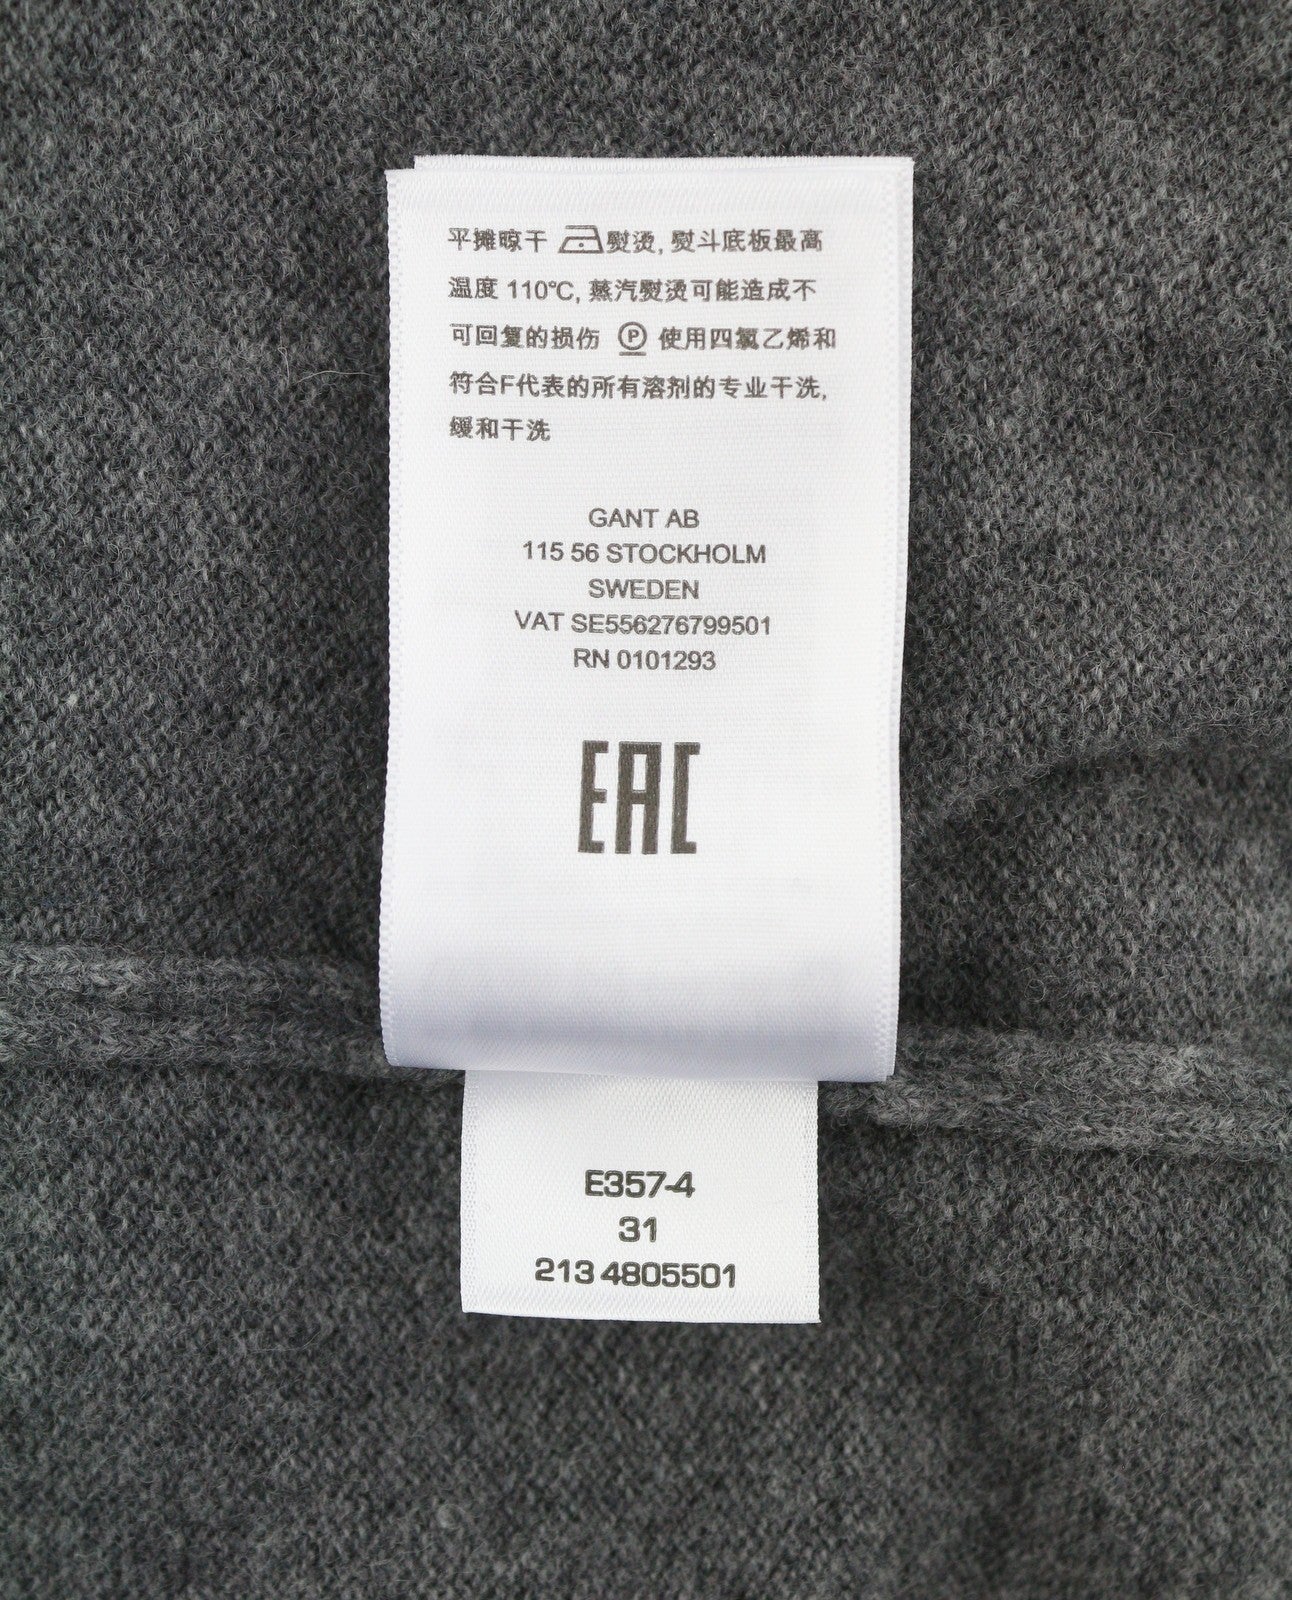 平摊晾干 熨烫, 熨斗底板最高
温度 110℃, 蒸汽熨烫可能造成不
可回复的损伤 P 使用四氯乙烯和
符合F代表的所有溶剂的专业干洗,
缓和干洗
GANT AB
115 56 STOCKHOLM
SWEDEN
VAT SE556276799501
RN 0101293
EAC
E357-4
31
213 4805501